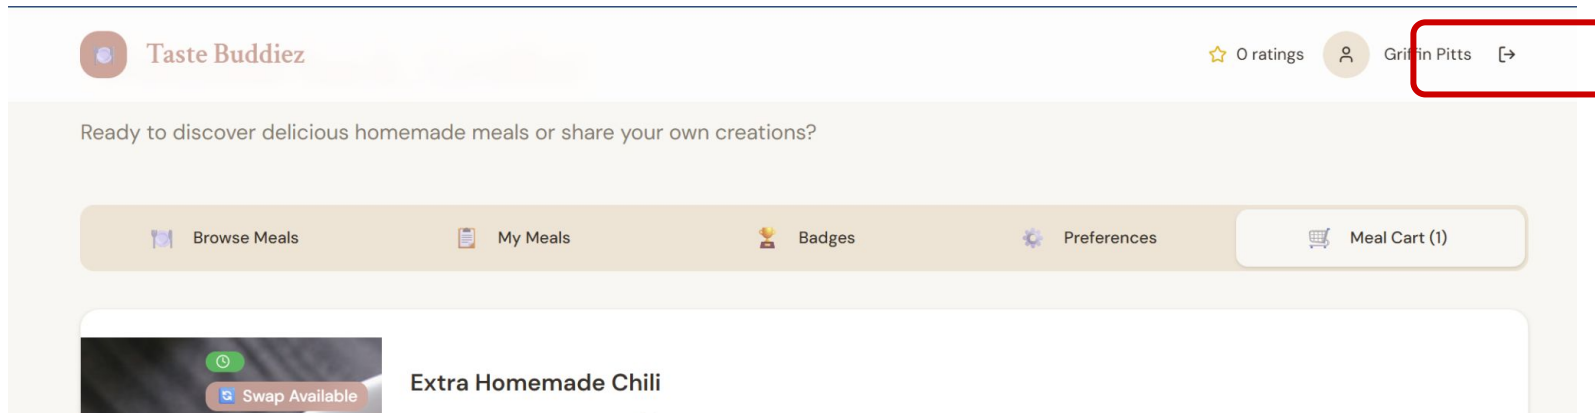 Taste Buddiez
0 ratings
Griffin Pitts
Ready to discover delicious homemade meals or share your own creations?
Browse Meals
My Meals
Badges
Preferences
Meal Cart (1)
Swap Available
Extra Homemade Chili